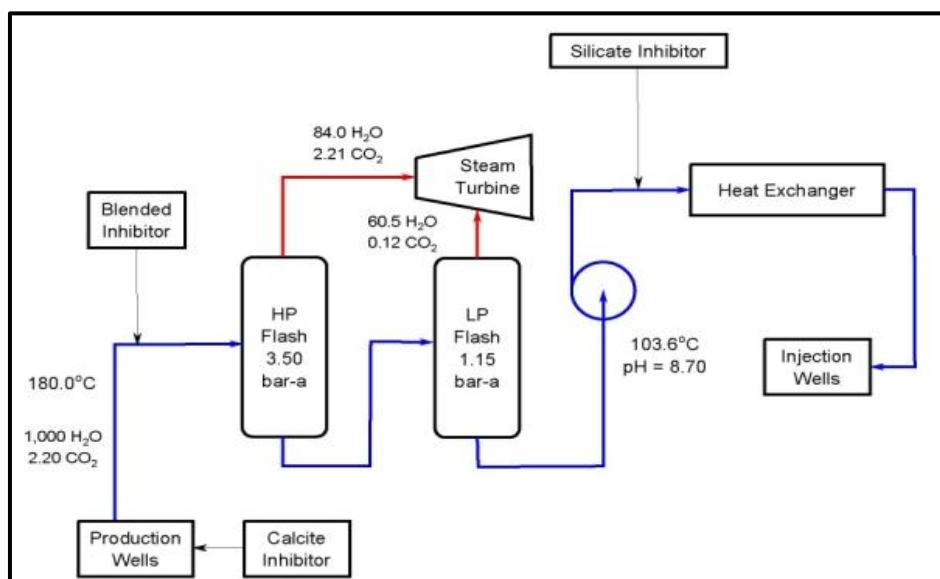 Silicate Inhibitor
84.0 H₂O
2.21 CO₂
Steam
Turbine
Heat Exchanger
Blended
Inhibitor
60.5 H₂O
0.12 CO₂
HP
Flash
3.50
bar-a
LP
Flash
1.15
bar-a
103.6°C
pH = 8.70
Injection
Wells
180.0°C
1,000 H₂O
2.20 CO₂
Production
Wells
Calcite
Inhibitor